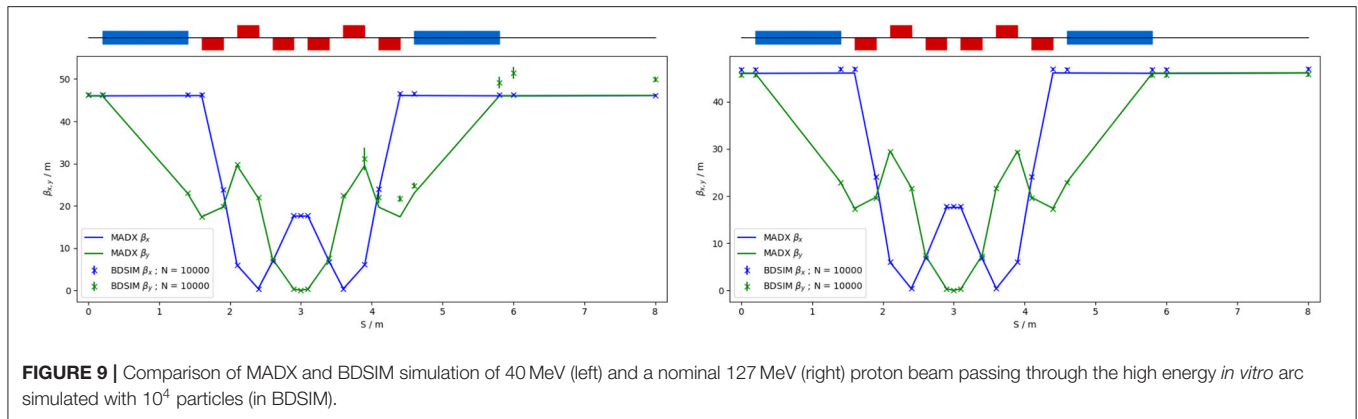 50
40
30
20
10
0
βx,y / m
MADX βx
MADX βy
BDSIM βx ; N = 10000
BDSIM βy ; N = 10000
0 1 2 3 4 5 6 7 8
S / m
50
40
30
20
10
0
βx,y / m
MADX βx
MADX βy
BDSIM βx ; N = 10000
BDSIM βy ; N = 10000
0 1 2 3 4 5 6 7 8
S / m
FIGURE 9 | Comparison of MADX and BDSIM simulation of 40 MeV (left) and a nominal 127 MeV (right) proton beam passing through the high energy in vitro arc
simulated with 10⁴ particles (in BDSIM).